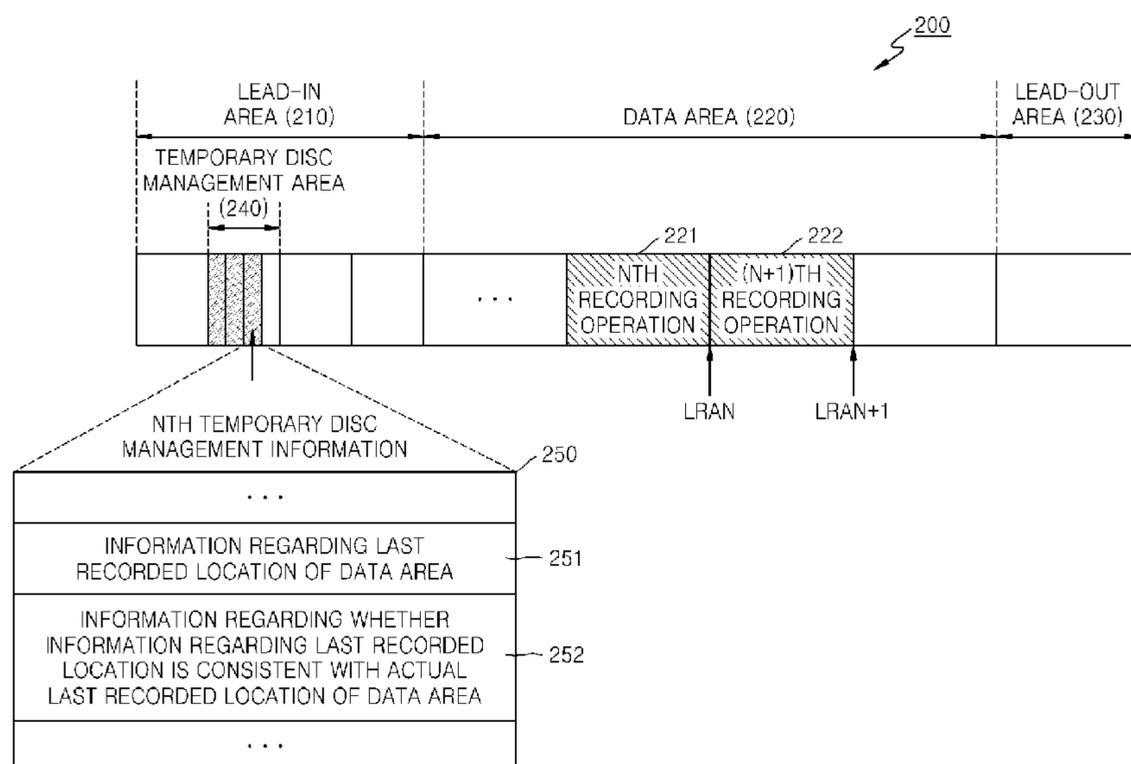 200
LEAD-IN
AREA (210)
DATA AREA (220)
LEAD-OUT
AREA (230)
TEMPORARY DISC
MANAGEMENT AREA
(240)
221
222
NTH
RECORDING
OPERATION
(N+1)TH
RECORDING
OPERATION
...
LRAN
LRAN+1
NTH TEMPORARY DISC
MANAGEMENT INFORMATION
250
...
INFORMATION REGARDING LAST
RECORDED LOCATION OF DATA AREA
251
INFORMATION REGARDING WHETHER
INFORMATION REGARDING LAST RECORDED
LOCATION IS CONSISTENT WITH ACTUAL
LAST RECORDED LOCATION OF DATA AREA
252
...